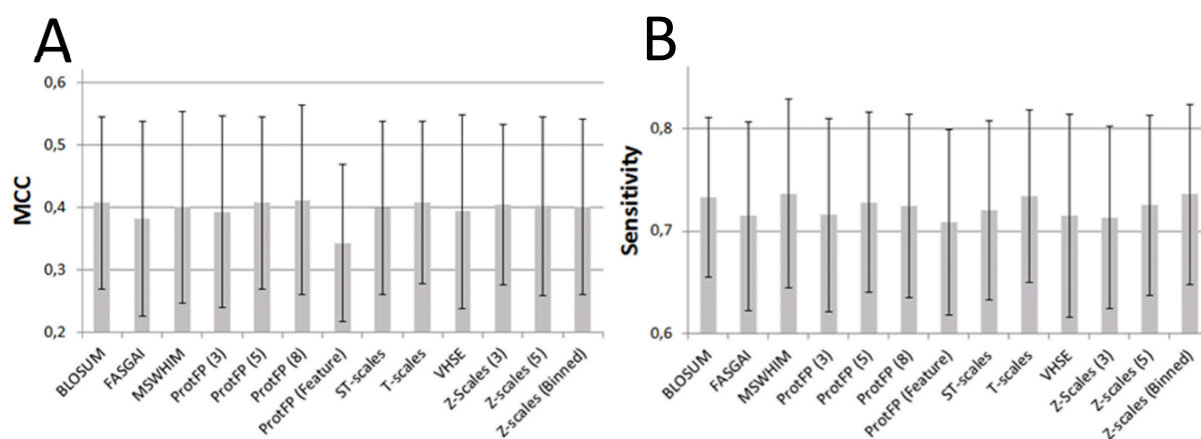 A
MCC
0,6
0,5
0,4
0,3
0,2
BLOSUM
FASGAI
MSWHIM
ProtFP (3)
ProtFP (5)
ProtFP (8)
ProtFP (Feature)
ST-scales
T-scales
VHSE
Z-Scales (3)
Z-scales (5)
Z-scales (Binned)
B
Sensitivity
0,8
0,7
0,6
BLOSUM
FASGAI
MSWHIM
ProtFP (3)
ProtFP (5)
ProtFP (8)
ProtFP (Feature)
ST-scales
T-scales
VHSE
Z-Scales (3)
Z-scales (5)
Z-scales (Binned)